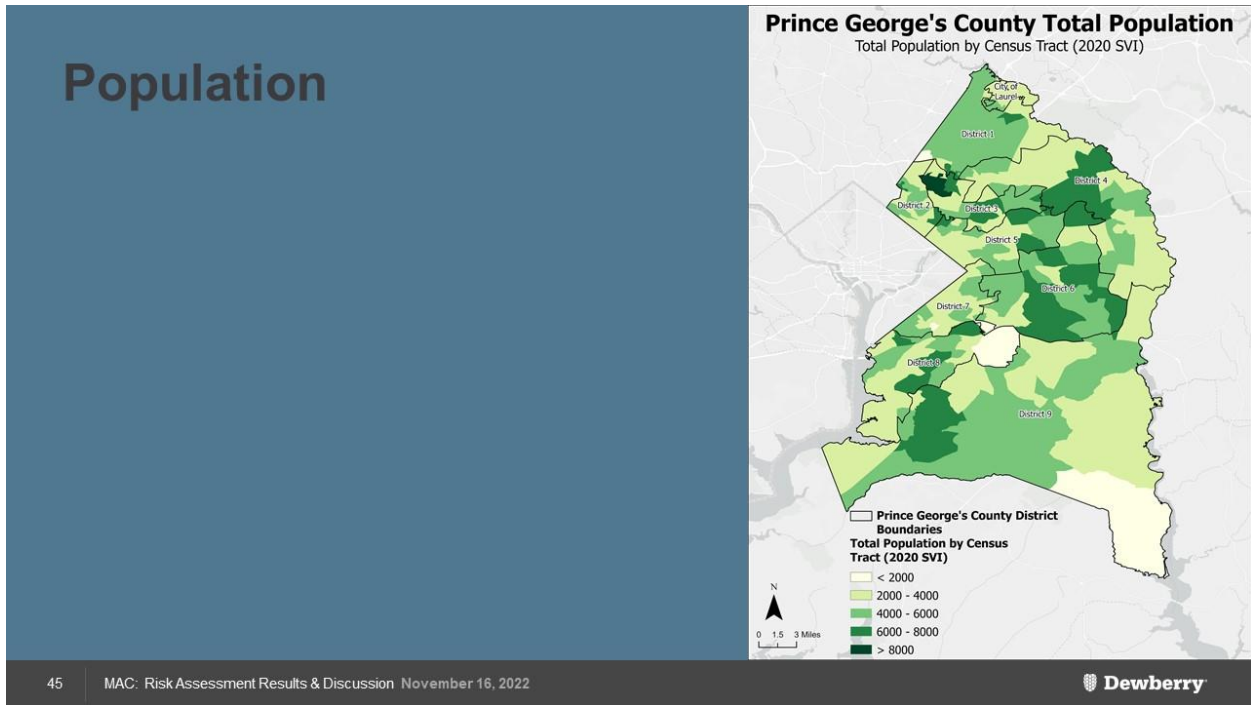 Population
Prince George's County Total Population
Total Population by Census Tract (2020 SVI)
City of
Laurel
District 1
District 4
District 2
District 3
District 5
District 6
District 7
District 8
District 9
Prince George's County District
Boundaries
Total Population by Census
Tract (2020 SVI)
< 2000
2000 - 4000
4000 - 6000
6000 - 8000
> 8000
N
0 1.5 3 Miles
45 MAC: Risk Assessment Results & Discussion November 16, 2022
Dewberry